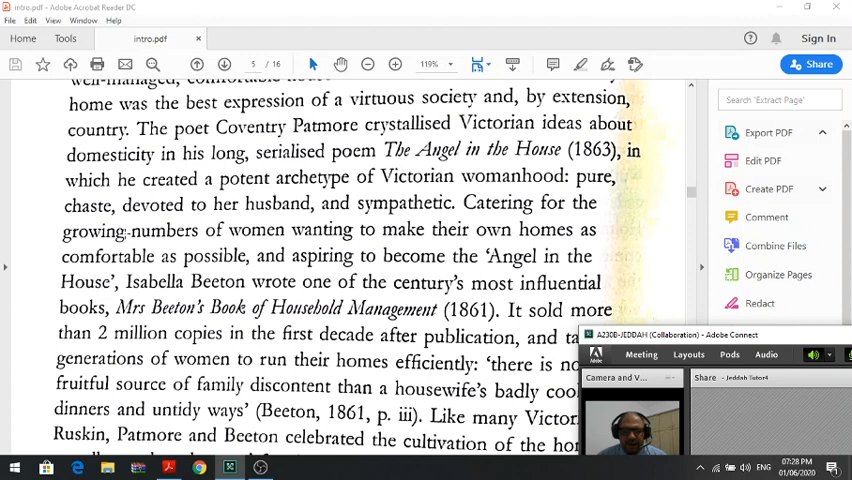 intro.pdf - Adobe Acrobat Reader DC
File Edit View Window Help
Home Tools intro.pdf × Sign In
5 / 16 119% Share
home was the best expression of a virtuous society and, by extension,
country. The poet Coventry Patmore crystallised Victorian ideas about
domesticity in his long, serialised poem The Angel in the House (1863), in
which he created a potent archetype of Victorian womanhood: pure,
chaste, devoted to her husband, and sympathetic. Catering for the
growing numbers of women wanting to make their own homes as
comfortable as possible, and aspiring to become the ‘Angel in the
House’, Isabella Beeton wrote one of the century’s most influential
books, Mrs Beeton’s Book of Household Management (1861). It sold more
than 2 million copies in the first decade after publication, and
generations of women to run their homes efficiently: ‘there is no
fruitful source of family discontent than a housewife’s badly
dinners and untidy ways’ (Beeton, 1861, p. iii). Like many
Ruskin, Patmore and Beeton celebrated the cultivation of the
Search 'Extract Page'
Export PDF
Edit PDF
Create PDF
Comment
Combine Files
Organize Pages
Redact
A230B-JEDDAH (Collaboration) - Adobe Connect
Meeting Layouts Pods Audio
Camera and V... Share - Jeddah Tutor4
ENG
07:28 PM
01/06/2020